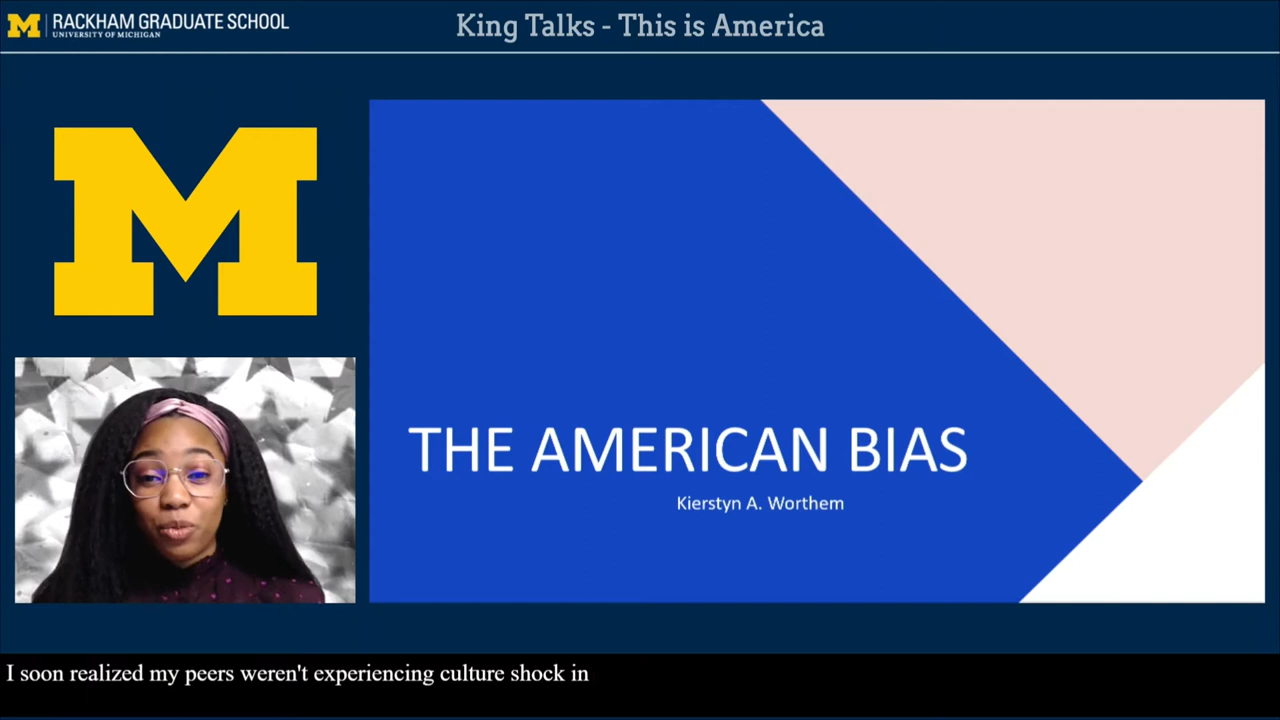 M
RACKHAM GRADUATE SCHOOL
UNIVERSITY OF MICHIGAN
King Talks - This is America
M
THE AMERICAN BIAS
Kierstyn A. Worthem
I soon realized my peers weren't experiencing culture shock in